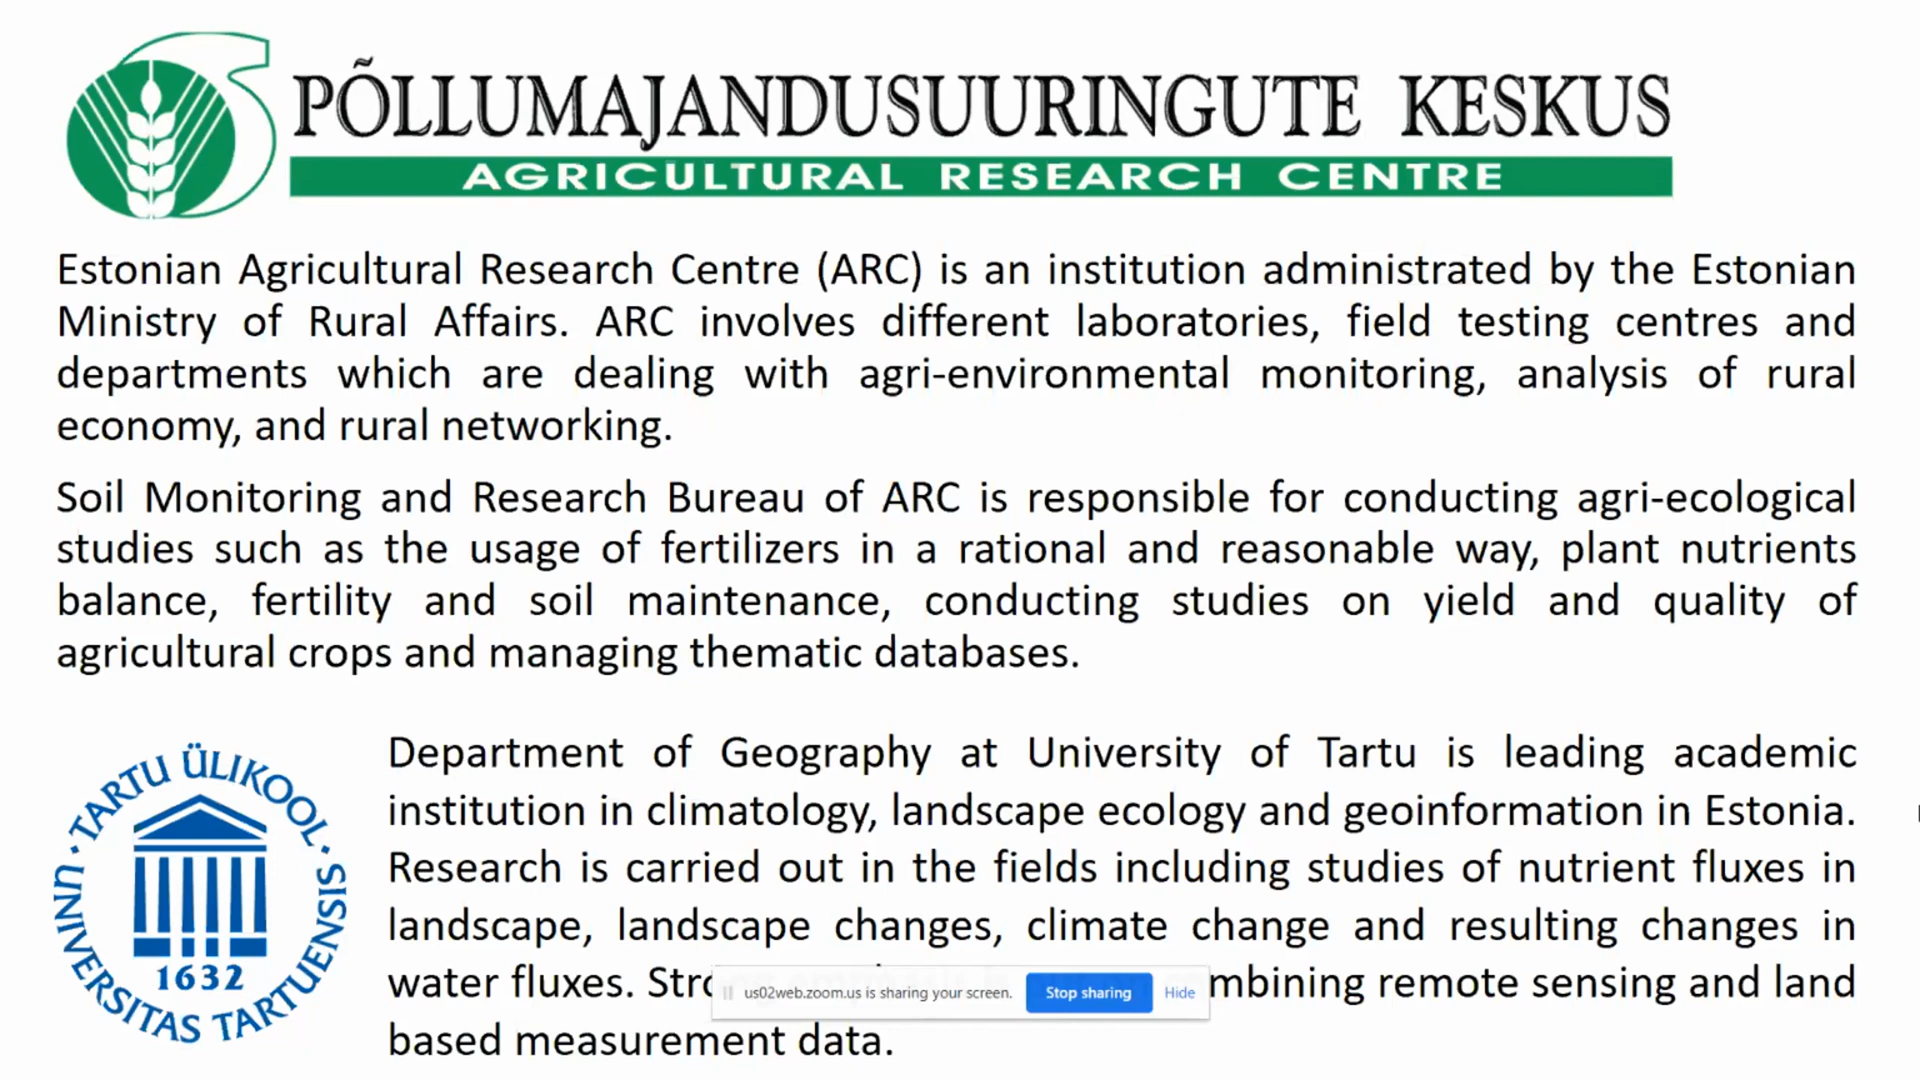 PÕLLUMAJANDUSUURINGUTE KESKUS
AGRICULTURAL RESEARCH CENTRE
Estonian Agricultural Research Centre (ARC) is an institution administrated by the Estonian
Ministry of Rural Affairs. ARC involves different laboratories, field testing centres and
departments which are dealing with agri-environmental monitoring, analysis of rural
economy, and rural networking.
Soil Monitoring and Research Bureau of ARC is responsible for conducting agri-ecological
studies such as the usage of fertilizers in a rational and reasonable way, plant nutrients
balance, fertility and soil maintenance, conducting studies on yield and quality of
agricultural crops and managing thematic databases.
TARTU ÜLIKOOL
UNIVERSITAS TARTUENSIS
1632
Department of Geography at University of Tartu is leading academic
institution in climatology, landscape ecology and geoinformation in Estonia.
Research is carried out in the fields including studies of nutrient fluxes in
landscape, landscape changes, climate change and resulting changes in
water fluxes. remote sensing and land
based measurement data.
us02web.zoom.us is sharing your screen. Stop sharing Hide